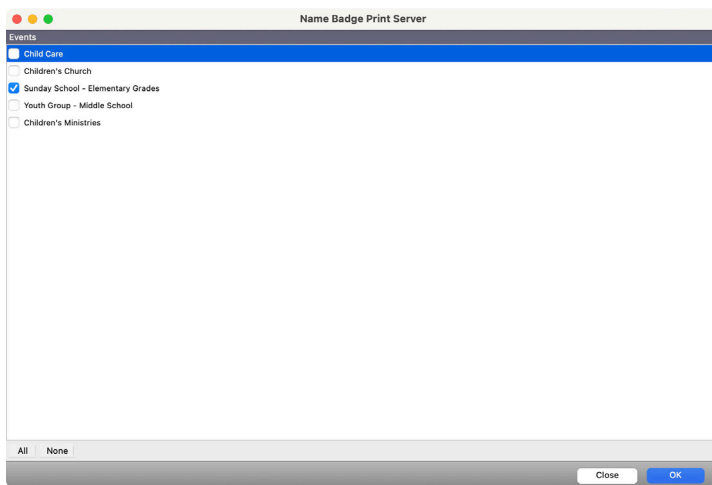 Name Badge Print Server
Events
Child Care
Children's Church
Sunday School - Elementary Grades
Youth Group - Middle School
Children's Ministries
All None
Close OK